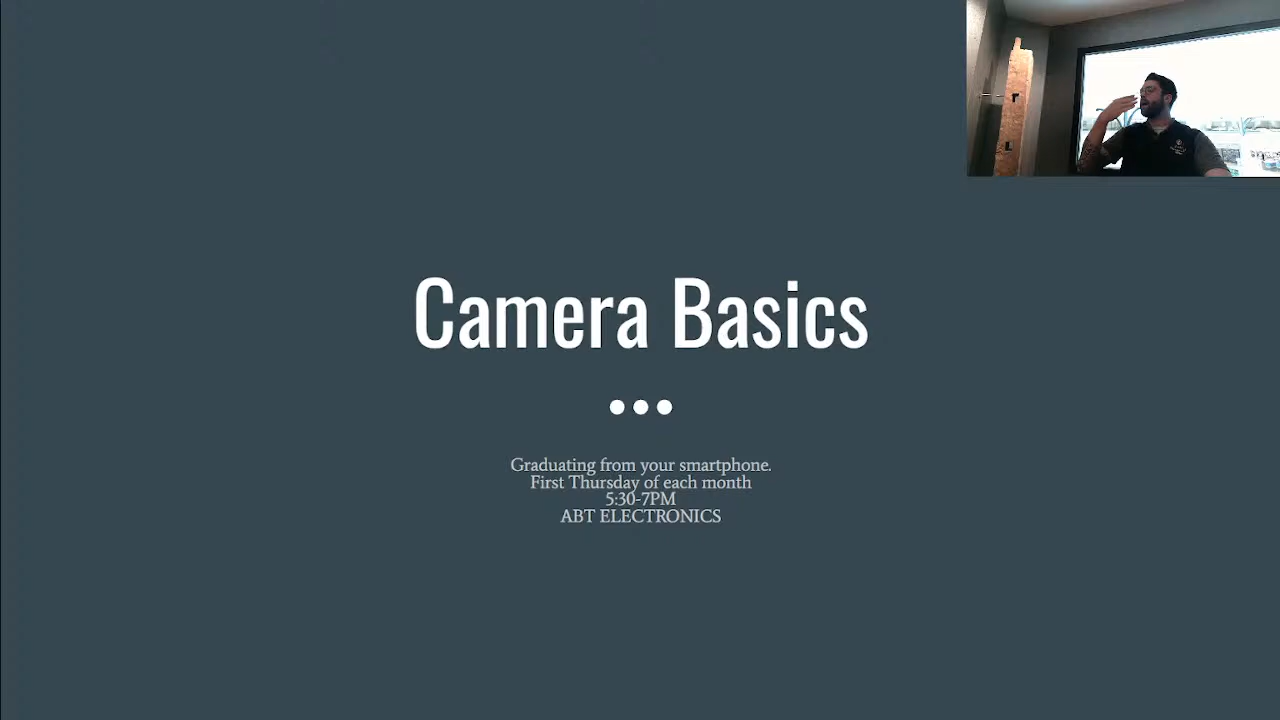 Camera Basics
Graduating from your smartphone.
First Thursday of each month
5:30-7PM
ABT ELECTRONICS